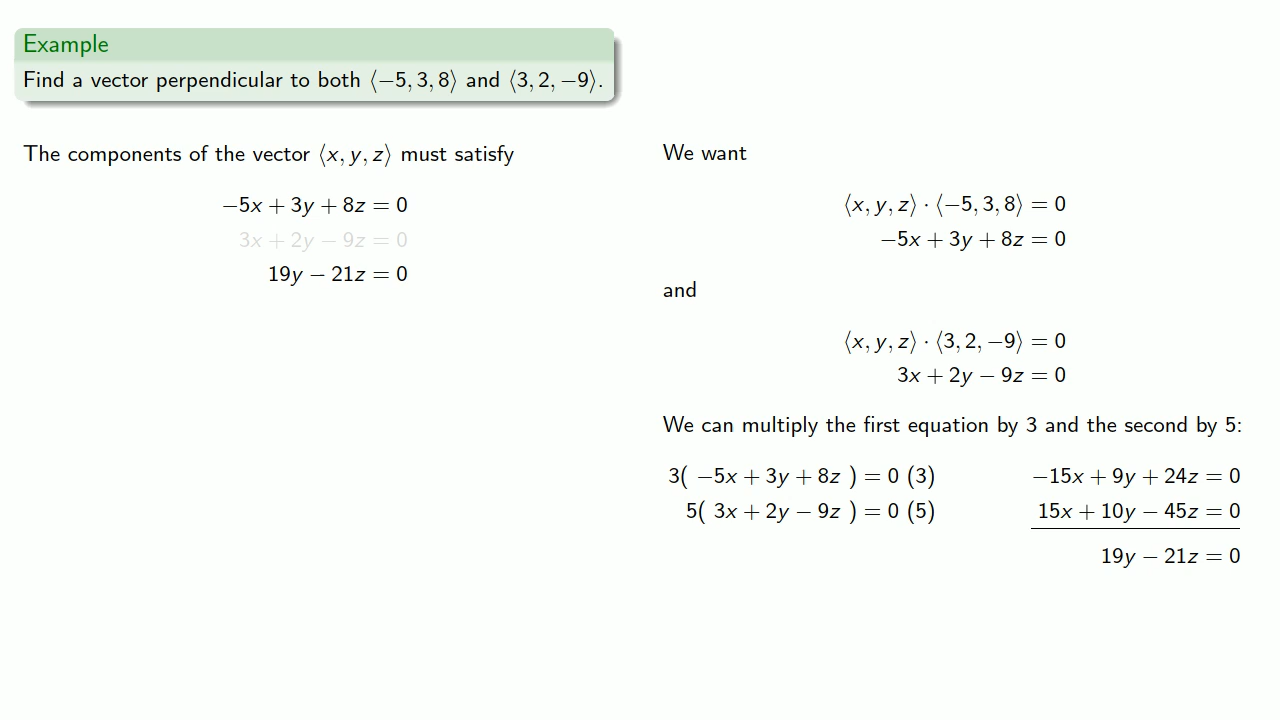 Example
Find a vector perpendicular to both ⟨−5, 3, 8⟩ and ⟨3, 2, −9⟩.
The components of the vector ⟨x, y, z⟩ must satisfy
−5x + 3y + 8z = 0
3x + 2y − 9z = 0
19y − 21z = 0
We want
⟨x, y, z⟩ · ⟨−5, 3, 8⟩ = 0
−5x + 3y + 8z = 0
and
⟨x, y, z⟩ · ⟨3, 2, −9⟩ = 0
3x + 2y − 9z = 0
We can multiply the first equation by 3 and the second by 5:
3( −5x + 3y + 8z ) = 0 (3)
5( 3x + 2y − 9z ) = 0 (5)
−15x + 9y + 24z = 0
15x + 10y − 45z = 0
19y − 21z = 0